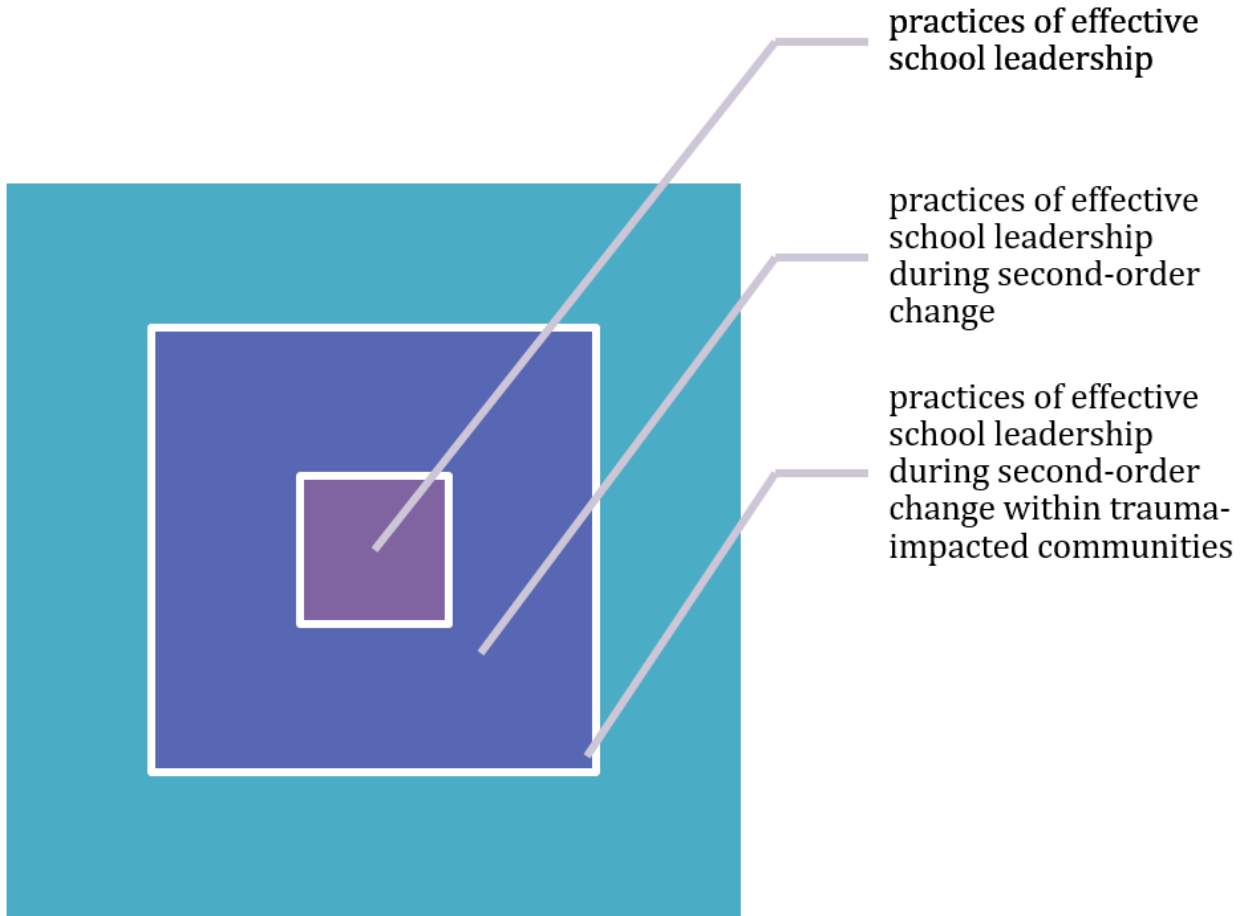 practices of effective
school leadership
practices of effective
school leadership
during second-order
change
practices of effective
school leadership
during second-order
change within trauma-
impacted communities